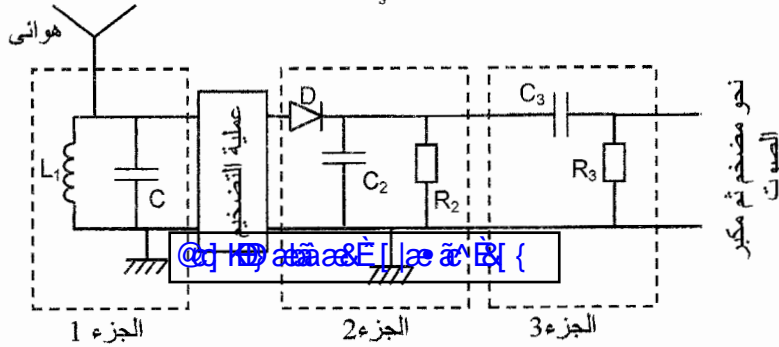 هوائي
L₁
C
عملية التضخيم
D
C₂
R₂
C₃
R₃
نحو مضخم ثم مكبر
الصوت
الجزء 1
الجزء2
الجزء3